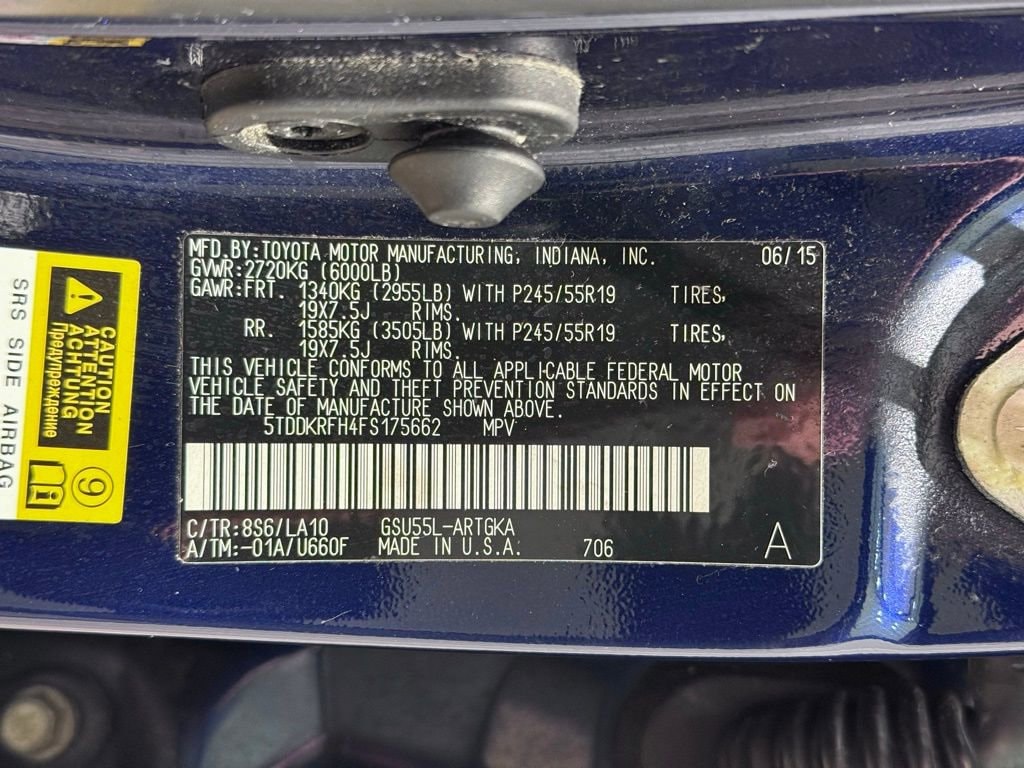 MFD.BY:TOYOTA MOTOR MANUFACTURING, INDIANA, INC. 06/15
GVWR:2720KG (6000LB)
GAWR:FRT. 1340KG (2955LB) WITH P245/55R19 TIRES,
19X7.5J RIMS.
RR. 1585KG (3505LB) WITH P245/55R19 TIRES,
19X7.5J RIMS.
THIS VEHICLE CONFORMS TO ALL APPLICABLE FEDERAL MOTOR
VEHICLE SAFETY AND THEFT PREVENTION STANDARDS IN EFFECT ON
THE DATE OF MANUFACTURE SHOWN ABOVE.
5TDDKRFH4FS175662 MPV
C/TR:8S6/LA10 GSU55L-ARTGKA
A/TM:-01A/U660F MADE IN U.S.A. 706 A
CAUTION
ATTENTION
ACHTUNG
Предупреждение
9
i
SRS SIDE AIRBAG